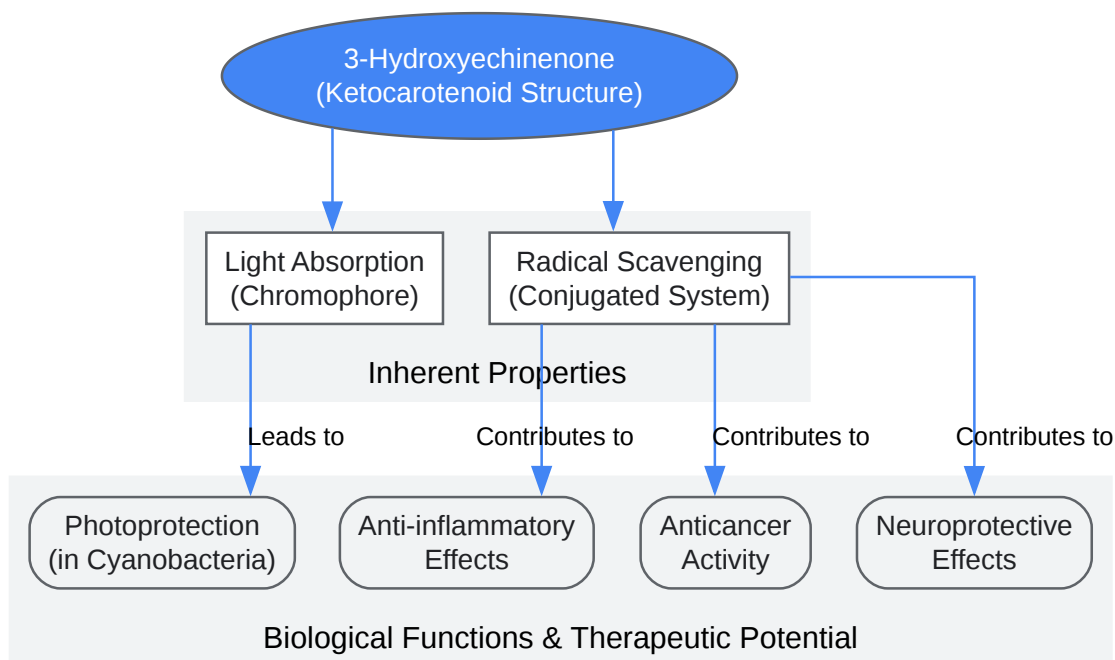 3-Hydroxyechinenone
(Ketocarotenoid Structure)
Light Absorption
(Chromophore)
Radical Scavenging
(Conjugated System)
Inherent Properties
Leads to
Contributes to
Contributes to
Contributes to
Photoprotection
(in Cyanobacteria)
Anti-inflammatory
Effects
Anticancer
Activity
Neuroprotective
Effects
Biological Functions & Therapeutic Potential